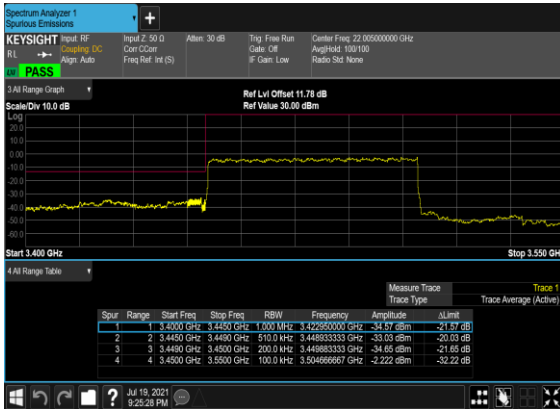 Spectrum Analyzer 1
Spurious Emissions
+
KEYSIGHT Input: RF Input Z: 50 Ω Atten: 30 dB Trig: Free Run Center Freq: 22.005000000 GHz
RL Coupling: DC Corr CCorr Gate: Off Avg|Hold: 100/100
Align: Auto Freq Ref: Int (S) IF Gain: Low Radio Std: None
PASS
3 All Range Graph
Ref Lvl Offset 11.78 dB
Scale/Div 10.0 dB Ref Value 30.00 dBm
Log
20.0
10.0
0.00
-10.0
-20.0
-30.0
-40.0
-50.0
-60.0
Start 3.400 GHz Stop 3.550 GH
4 All Range Table
Measure Trace Trace 1
Trace Type Trace Average (Active)
Spur Range Start Freq Stop Freq RBW Frequency Amplitude ΔLimit
1 1 3.4000 GHz 3.4450 GHz 1.000 MHz 3.422950000 GHz -34.57 dBm -21.57 dB
2 2 3.4450 GHz 3.4490 GHz 510.0 kHz 3.448933333 GHz -33.03 dBm -20.03 dB
3 3 3.4490 GHz 3.4500 GHz 200.0 kHz 3.449883333 GHz -34.65 dBm -21.65 dB
4 4 3.4500 GHz 3.5500 GHz 100.0 kHz 3.504666667 GHz -2.222 dBm -32.22 dB
? Jul 19, 2021
9:25:28 PM